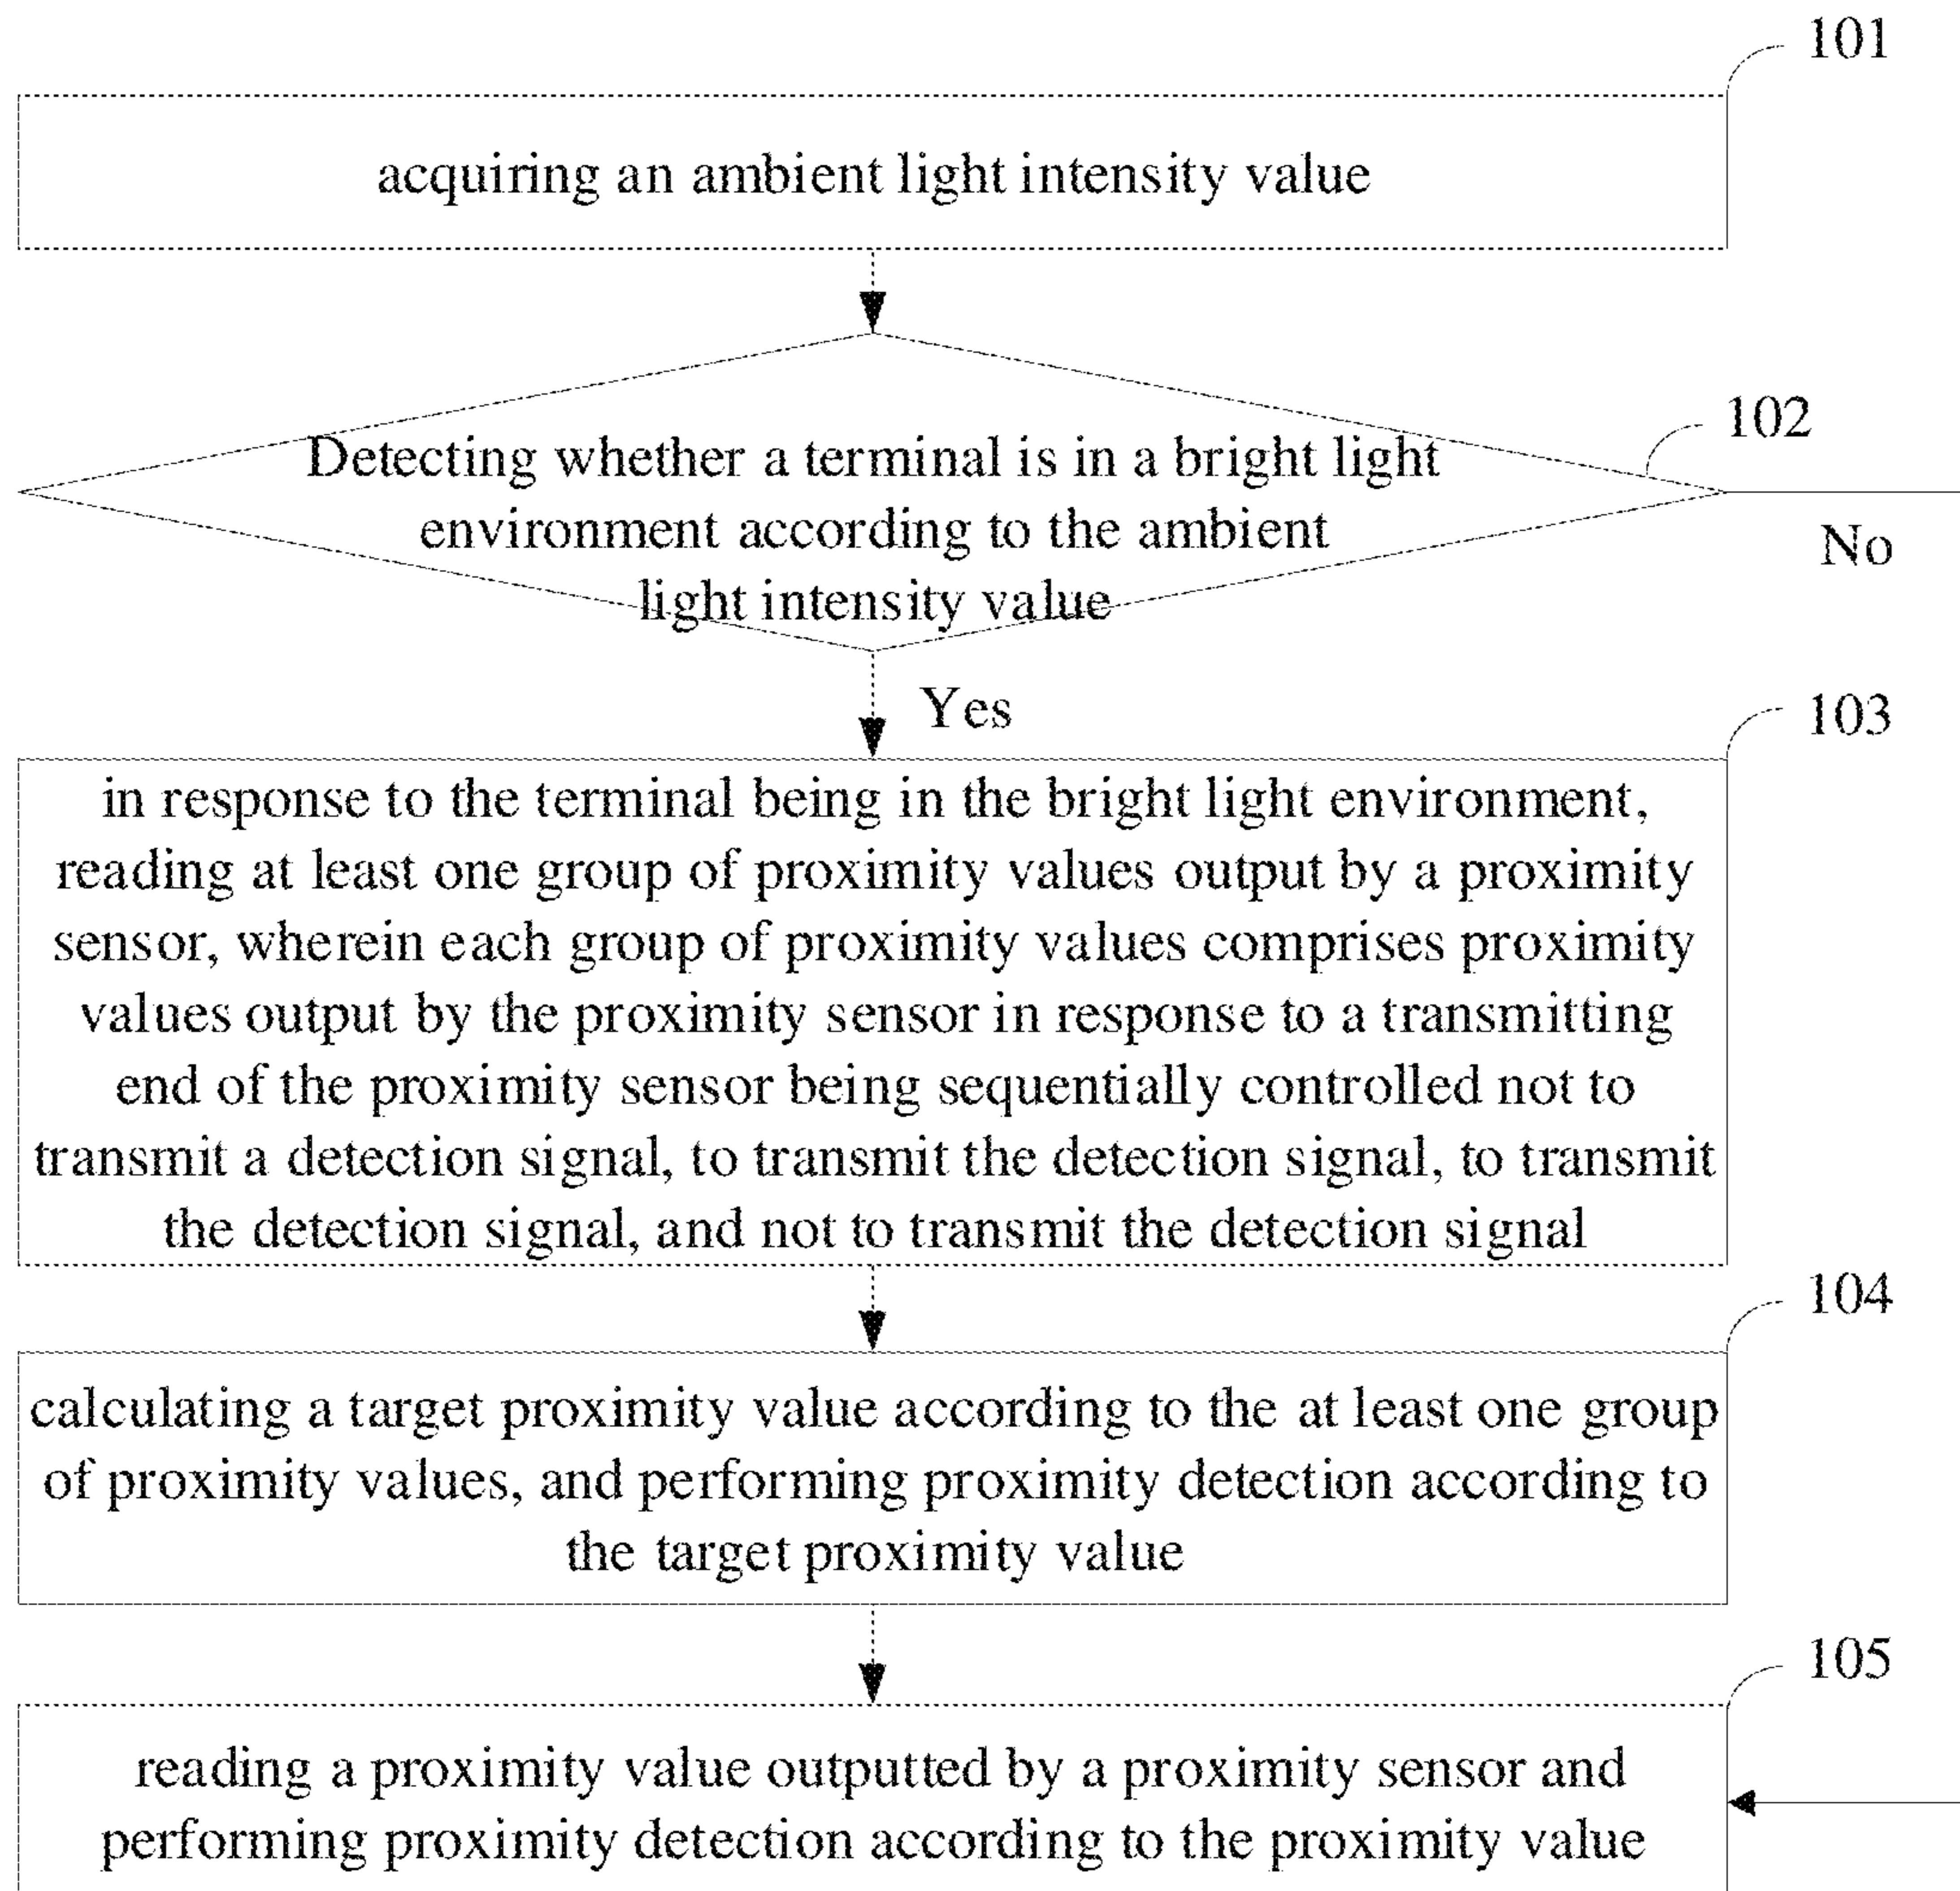 101
acquiring an ambient light intensity value
102
Detecting whether a terminal is in a bright light
environment according to the ambient
light intensity value
No
Yes
103
in response to the terminal being in the bright light environment,
reading at least one group of proximity values output by a proximity
sensor, wherein each group of proximity values comprises proximity
values output by the proximity sensor in response to a transmitting
end of the proximity sensor being sequentially controlled not to
transmit a detection signal, to transmit the detection signal, to transmit
the detection signal, and not to transmit the detection signal
104
calculating a target proximity value according to the at least one group
of proximity values, and performing proximity detection according to
the target proximity value
105
reading a proximity value outputted by a proximity sensor and
performing proximity detection according to the proximity value